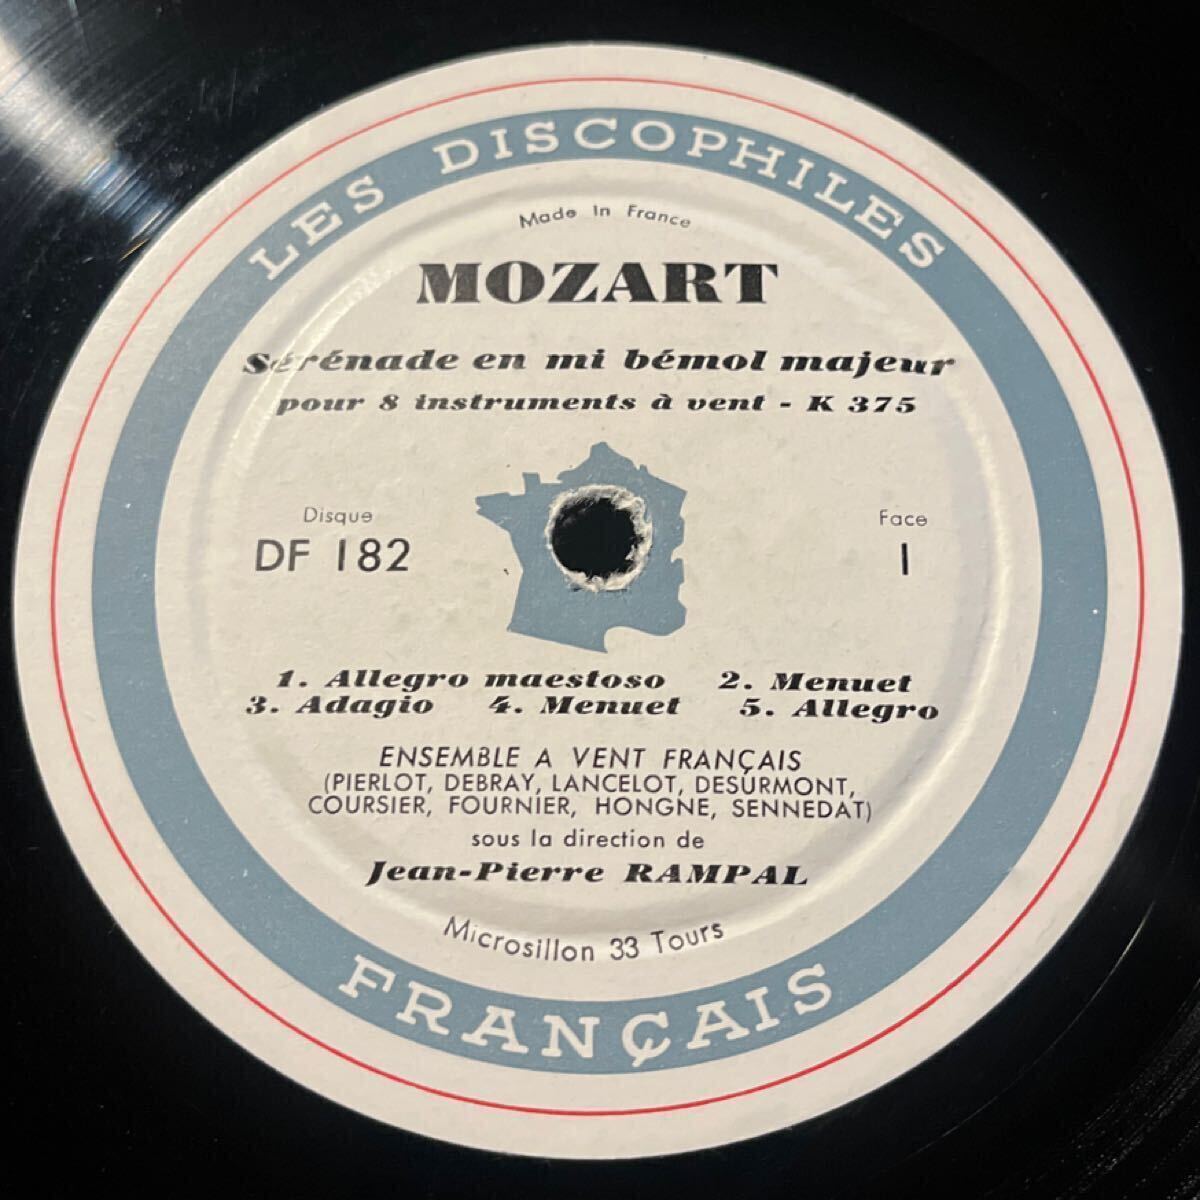 LES DISCOPHILES
Made In France
MOZART
Sérénade en mi bémol majeur
pour 8 instruments à vent - K 375
Disque
DF 182
Face
1
1. Allegro maestoso 2. Menuet
3. Adagio 4. Menuet 5. Allegro
ENSEMBLE A VENT FRANÇAIS
(PIERLOT, DEBRAY, LANCELOT, DESURMONT,
COURSIER, FOURNIER, HONGNE, SENNEDAT)
sous la direction de
Jean-Pierre RAMPAL
Microsillon 33 Tours
FRANÇAIS